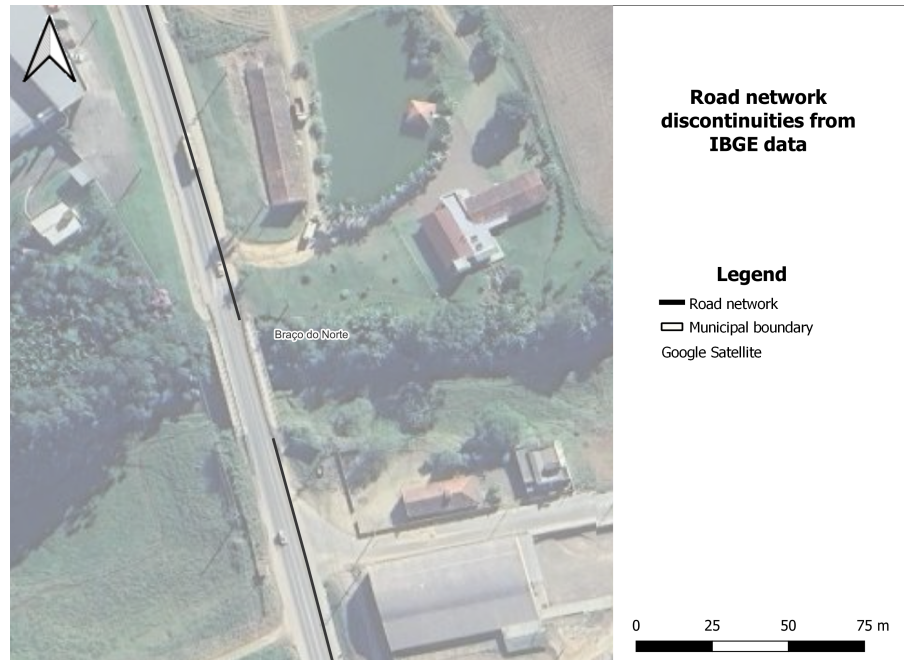 Road network
discontinuities from
IBGE data
Braço do Norte
Legend
Road network
Municipal boundary
Google Satellite
0 25 50 75 m